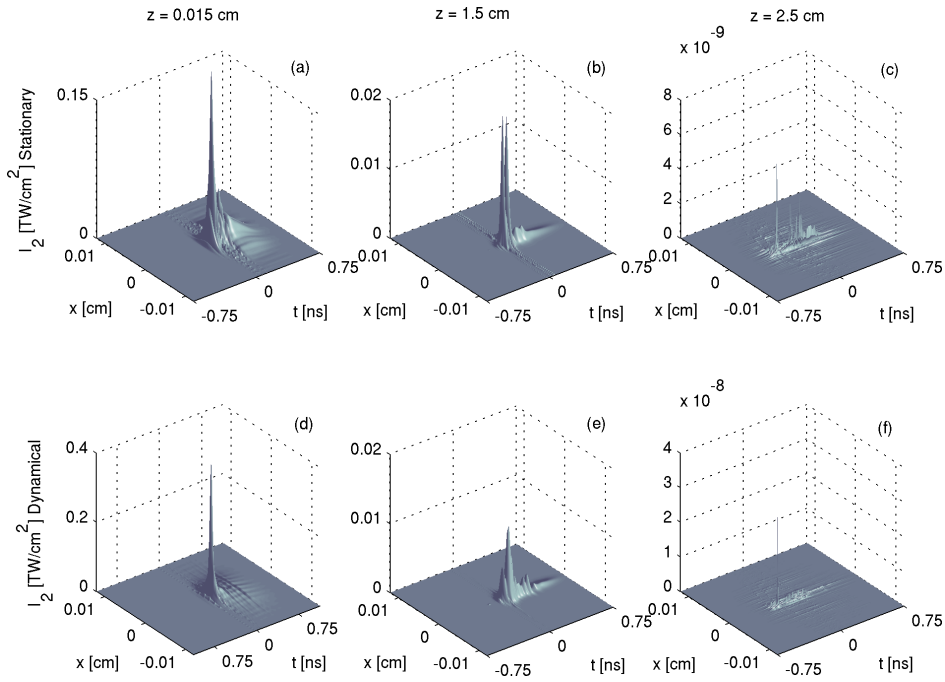 z = 0.015 cm
z = 1.5 cm
z = 2.5 cm
x 10^-9
(a)
(b)
(c)
I_2 [TW/cm^2] Stationary
0.15
0
0.01
0
-0.01
x [cm]
-0.75
0
0.75
t [ns]
0.02
0.01
0
0
-0.01
x [cm]
-0.75
0
0.75
t [ns]
8
6
4
2
0
0.01
0
-0.01
x [cm]
-0.75
0
0.75
t [ns]
x 10^-8
(d)
(e)
(f)
I_2 [TW/cm^2] Dynamical
0.4
0.2
0
0.01
0
-0.01
x [cm]
0.75
0
0.75
t [ns]
0.02
0.01
0
0
-0.01
x [cm]
-0.75
0
0.75
t [ns]
4
3
2
1
0
0.01
0
-0.01
x [cm]
-0.75
0
0.75
t [ns]